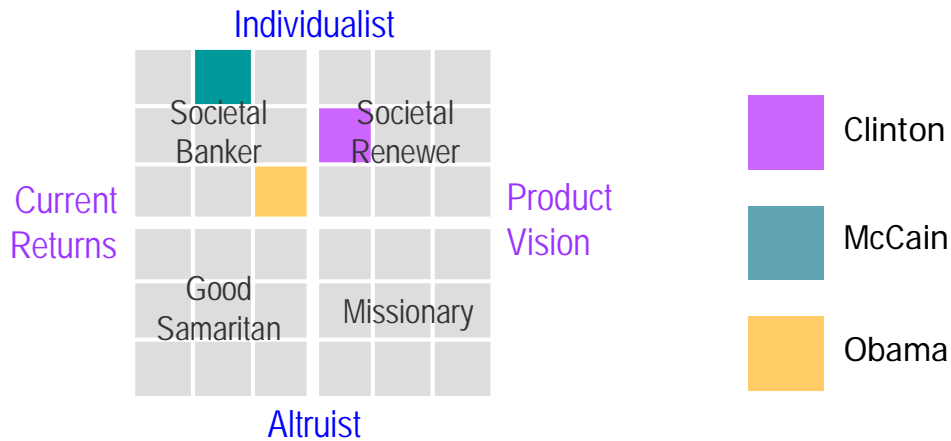 Individualist
Societal
Banker
Societal
Renewer
Current
Returns
Product
Vision
Good
Samaritan
Missionary
Altruist
Clinton
McCain
Obama